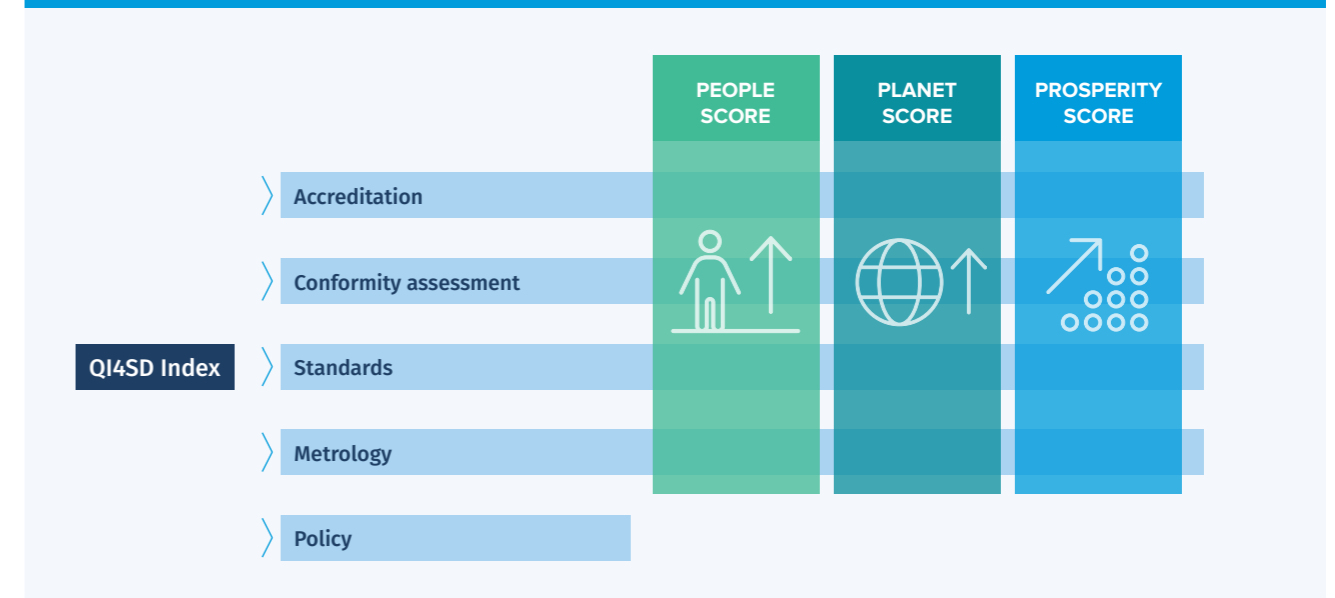 PEOPLE
SCORE
PLANET
SCORE
PROSPERITY
SCORE
Accreditation
Conformity assessment
QI4SD Index
Standards
Metrology
Policy